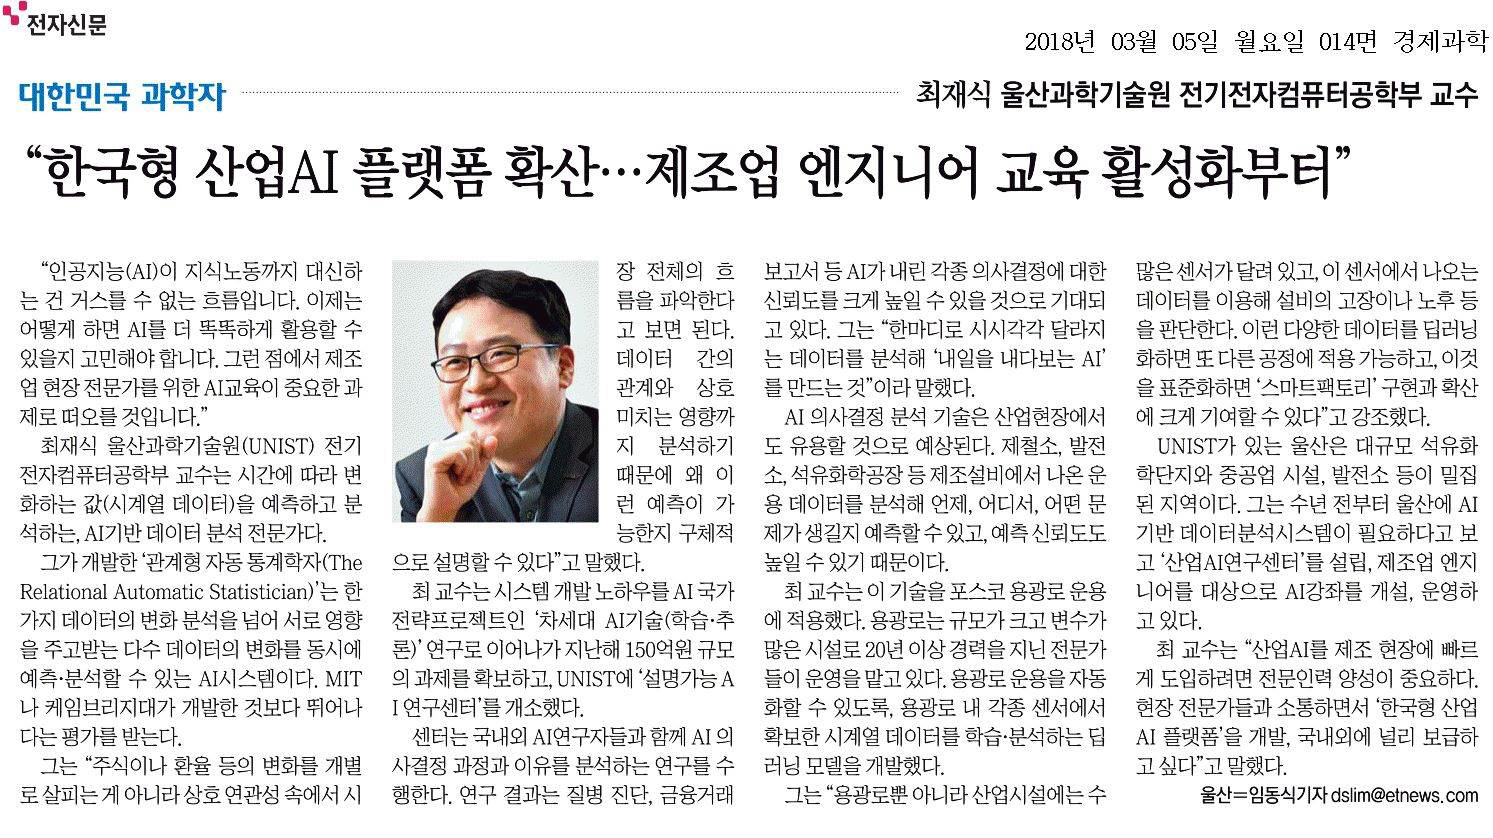 전자신문
2018년 03월 05일 월요일 014면 경제과학
대한민국 과학자
최재식 울산과학기술원 전기전자컴퓨터공학부 교수
“한국형 산업AI 플랫폼 확산…제조업 엔지니어 교육 활성화부터”
“인공지능(AI)이 지식노동까지 대신하
는 건 거스를 수 없는 흐름입니다. 이제는
어떻게 하면 AI를 더 똑똑하게 활용할 수
있을지 고민해야 합니다. 그런 점에서 제조
업 현장 전문가를 위한 AI교육이 중요한 과
제로 떠오를 것입니다.”
최재식 울산과학기술원(UNIST) 전기
전자컴퓨터공학부 교수는 시간에 따라 변
화하는 값(시계열 데이터)을 예측하고 분
석하는, AI기반 데이터 분석 전문가다.
그가 개발한 ‘관계형 자동 통계학자(The
Relational Automatic Statistician)’는 한
가지 데이터의 변화 분석을 넘어 서로 영향
을 주고받는 다수 데이터의 변화를 동시에
예측·분석할 수 있는 AI시스템이다. MIT
나 케임브리지대가 개발한 것보다 뛰어나
다는 평가를 받는다.
그는 “주식이나 환율 등의 변화를 개별
로 살피는 게 아니라 상호 연관성 속에서 시
장 전체의 흐
름을 파악한다
고 보면 된다.
데이터 간의
관계와 상호
미치는 영향까
지 분석하기
때문에 왜 이
런 예측이 가
능한지 구체적
으로 설명할 수 있다”고 말했다.
최 교수는 시스템 개발 노하우를 AI 국가
전략프로젝트인 ‘차세대 AI기술(학습·추
론)’ 연구로 이어나가 지난해 150억원 규모
의 과제를 확보하고, UNIST에 ‘설명가능 A
I 연구센터’를 개소했다.
센터는 국내외 AI연구자들과 함께 AI 의
사결정 과정과 이유를 분석하는 연구를 수
행한다. 연구 결과는 질병 진단, 금융거래
보고서 등 AI가 내린 각종 의사결정에 대한
신뢰도를 크게 높일 수 있을 것으로 기대되
고 있다. 그는 “한마디로 시시각각 달라지
는 데이터를 분석해 ‘내일을 내다보는 AI’
를 만드는 것”이라 말했다.
AI 의사결정 분석 기술은 산업현장에서
도 유용할 것으로 예상된다. 제철소, 발전
소, 석유화학공장 등 제조설비에서 나온 운
용 데이터를 분석해 언제, 어디서, 어떤 문
제가 생길지 예측할 수 있고, 예측 신뢰도도
높일 수 있기 때문이다.
최 교수는 이 기술을 포스코 용광로 운용
에 적용했다. 용광로는 규모가 크고 변수가
많은 시설로 20년 이상 경력을 지닌 전문가
들이 운영을 맡고 있다. 용광로 운용을 자동
화할 수 있도록, 용광로 내 각종 센서에서
확보한 시계열 데이터를 학습·분석하는 딥
러닝 모델을 개발했다.
그는 “용광로뿐 아니라 산업시설에는 수
많은 센서가 달려 있고, 이 센서에서 나오는
데이터를 이용해 설비의 고장이나 노후 등
을 판단한다. 이런 다양한 데이터를 딥러닝
화하면 또 다른 공정에 적용 가능하고, 이것
을 표준화하면 ‘스마트팩토리’ 구현과 확산
에 크게 기여할 수 있다”고 강조했다.
UNIST가 있는 울산은 대규모 석유화
학단지와 중공업 시설, 발전소 등이 밀집
된 지역이다. 그는 수년 전부터 울산에 AI
기반 데이터분석시스템이 필요하다고 보
고 ‘산업AI연구센터’를 설립, 제조업 엔지
니어를 대상으로 AI강좌를 개설, 운영하
고 있다.
최 교수는 “산업AI를 제조 현장에 빠르
게 도입하려면 전문인력 양성이 중요하다.
현장 전문가들과 소통하면서 ‘한국형 산업
AI 플랫폼’을 개발, 국내외에 널리 보급하
고 싶다”고 말했다.
울산=임동식기자 dslim@etnews.com